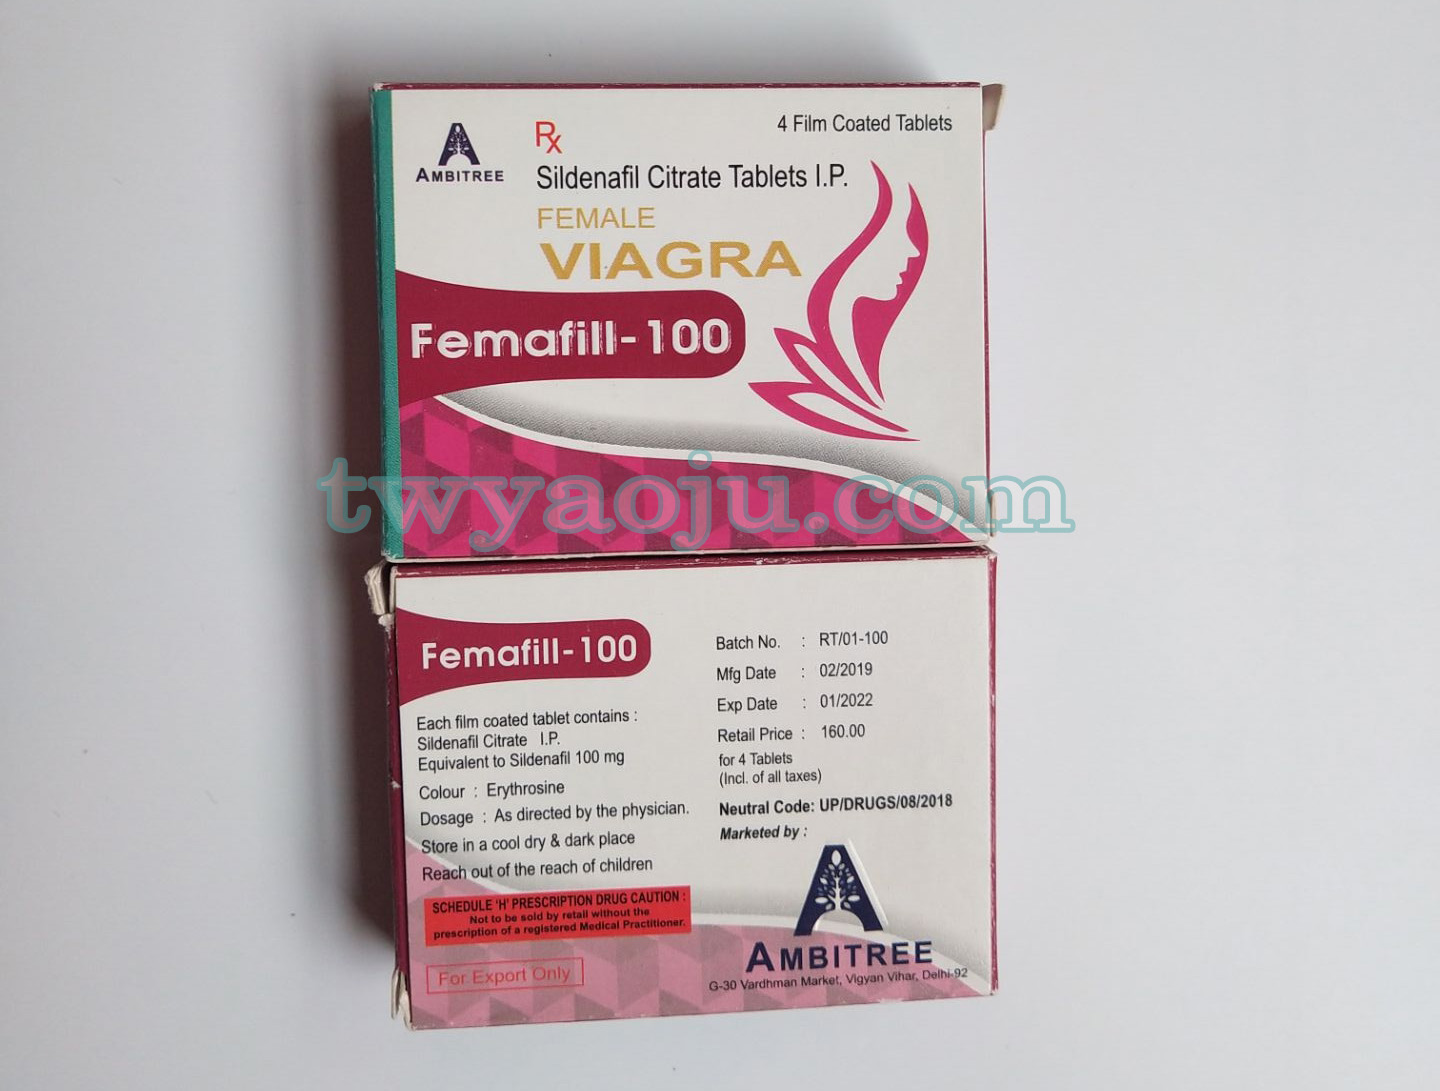 AMBITREE
Rx
4 Film Coated Tablets
Sildenafil Citrate Tablets I.P.
FEMALE
VIAGRA
Femafill-100
twyaoju.com
Femafill-100
Each film coated tablet contains :
Sildenafil Citrate I.P.
Equivalent to Sildenafil 100 mg
Colour : Erythrosine
Dosage : As directed by the physician.
Store in a cool dry & dark place
Reach out of the reach of children
SCHEDULE 'H' PRESCRIPTION DRUG CAUTION :
Not to be sold by retail without the
prescription of a registered Medical Practitioner.
For Export Only
Batch No. : RT/01-100
Mfg Date : 02/2019
Exp Date : 01/2022
Retail Price : 160.00
for 4 Tablets
(Incl. of all taxes)
Neutral Code: UP/DRUGS/08/2018
Marketed by :
AMBITREE
G-30 Vardhman Market, Vigyan Vihar, Delhi-92